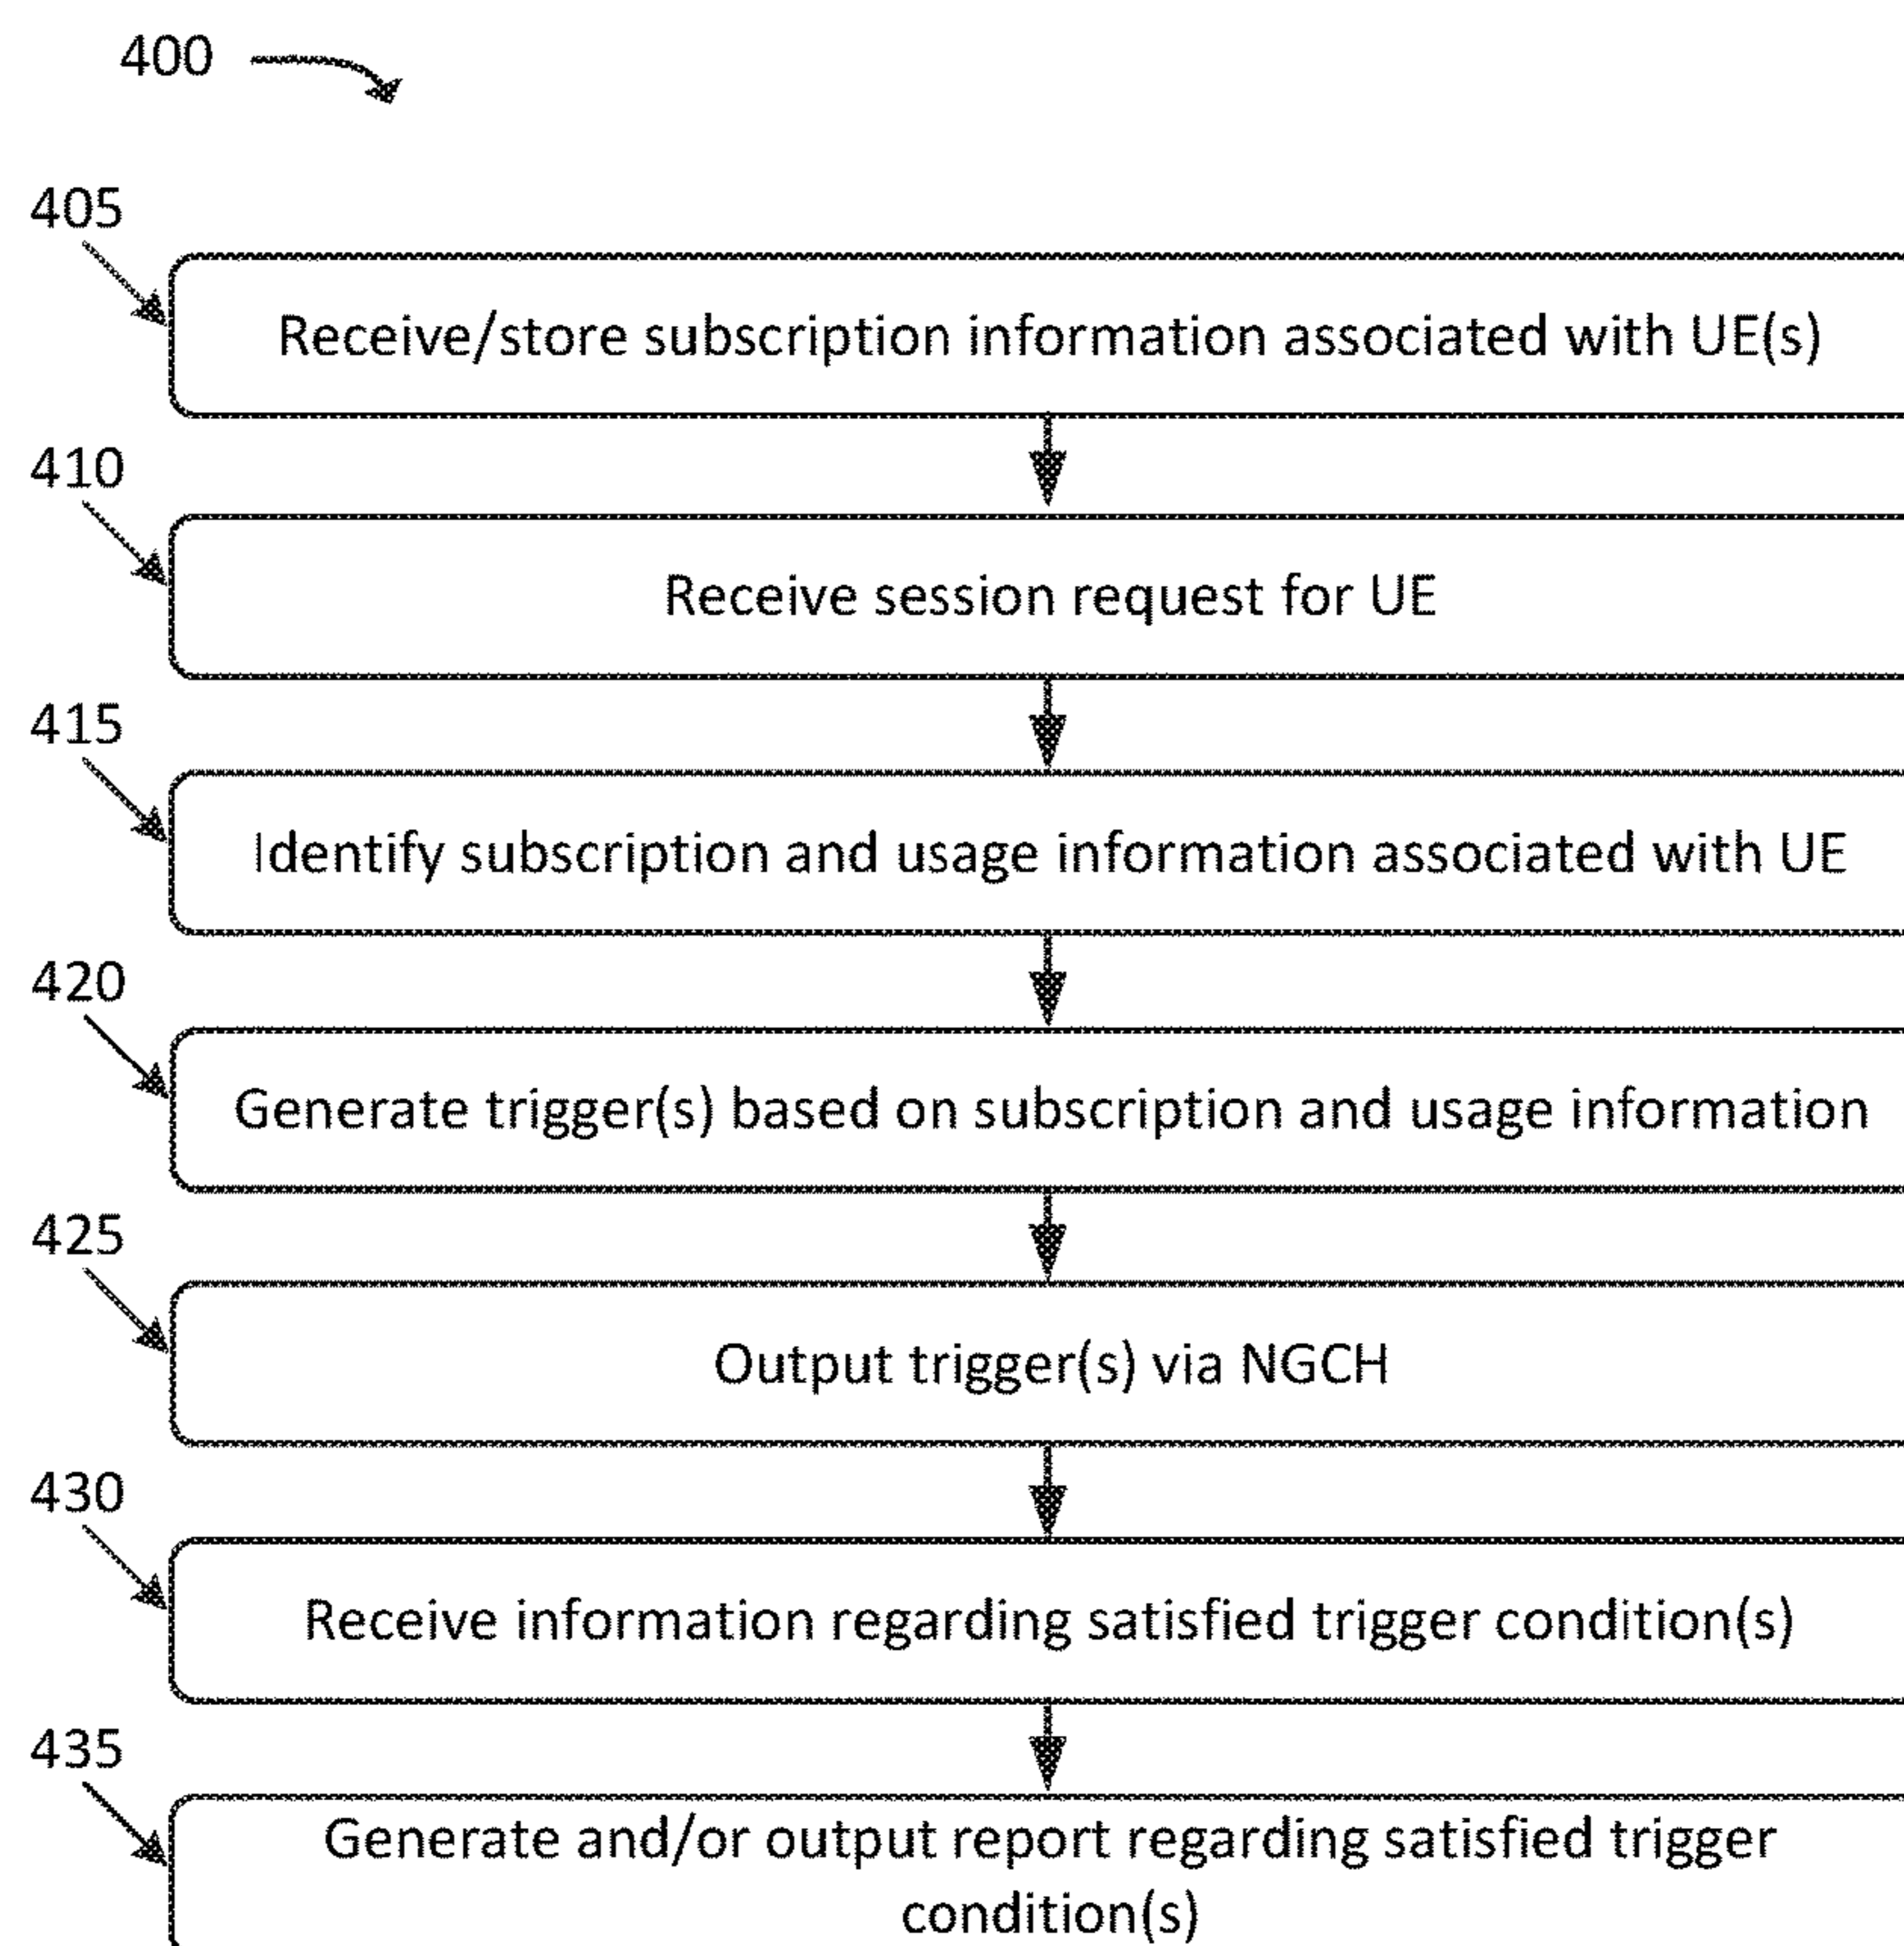 400
405
Receive/store subscription information associated with UE(s)
410
Receive session request for UE
415
Identify subscription and usage information associated with UE
420
Generate trigger(s) based on subscription and usage information
425
Output trigger(s) via NGCH
430
Receive information regarding satisfied trigger condition(s)
435
Generate and/or output report regarding satisfied trigger
condition(s)